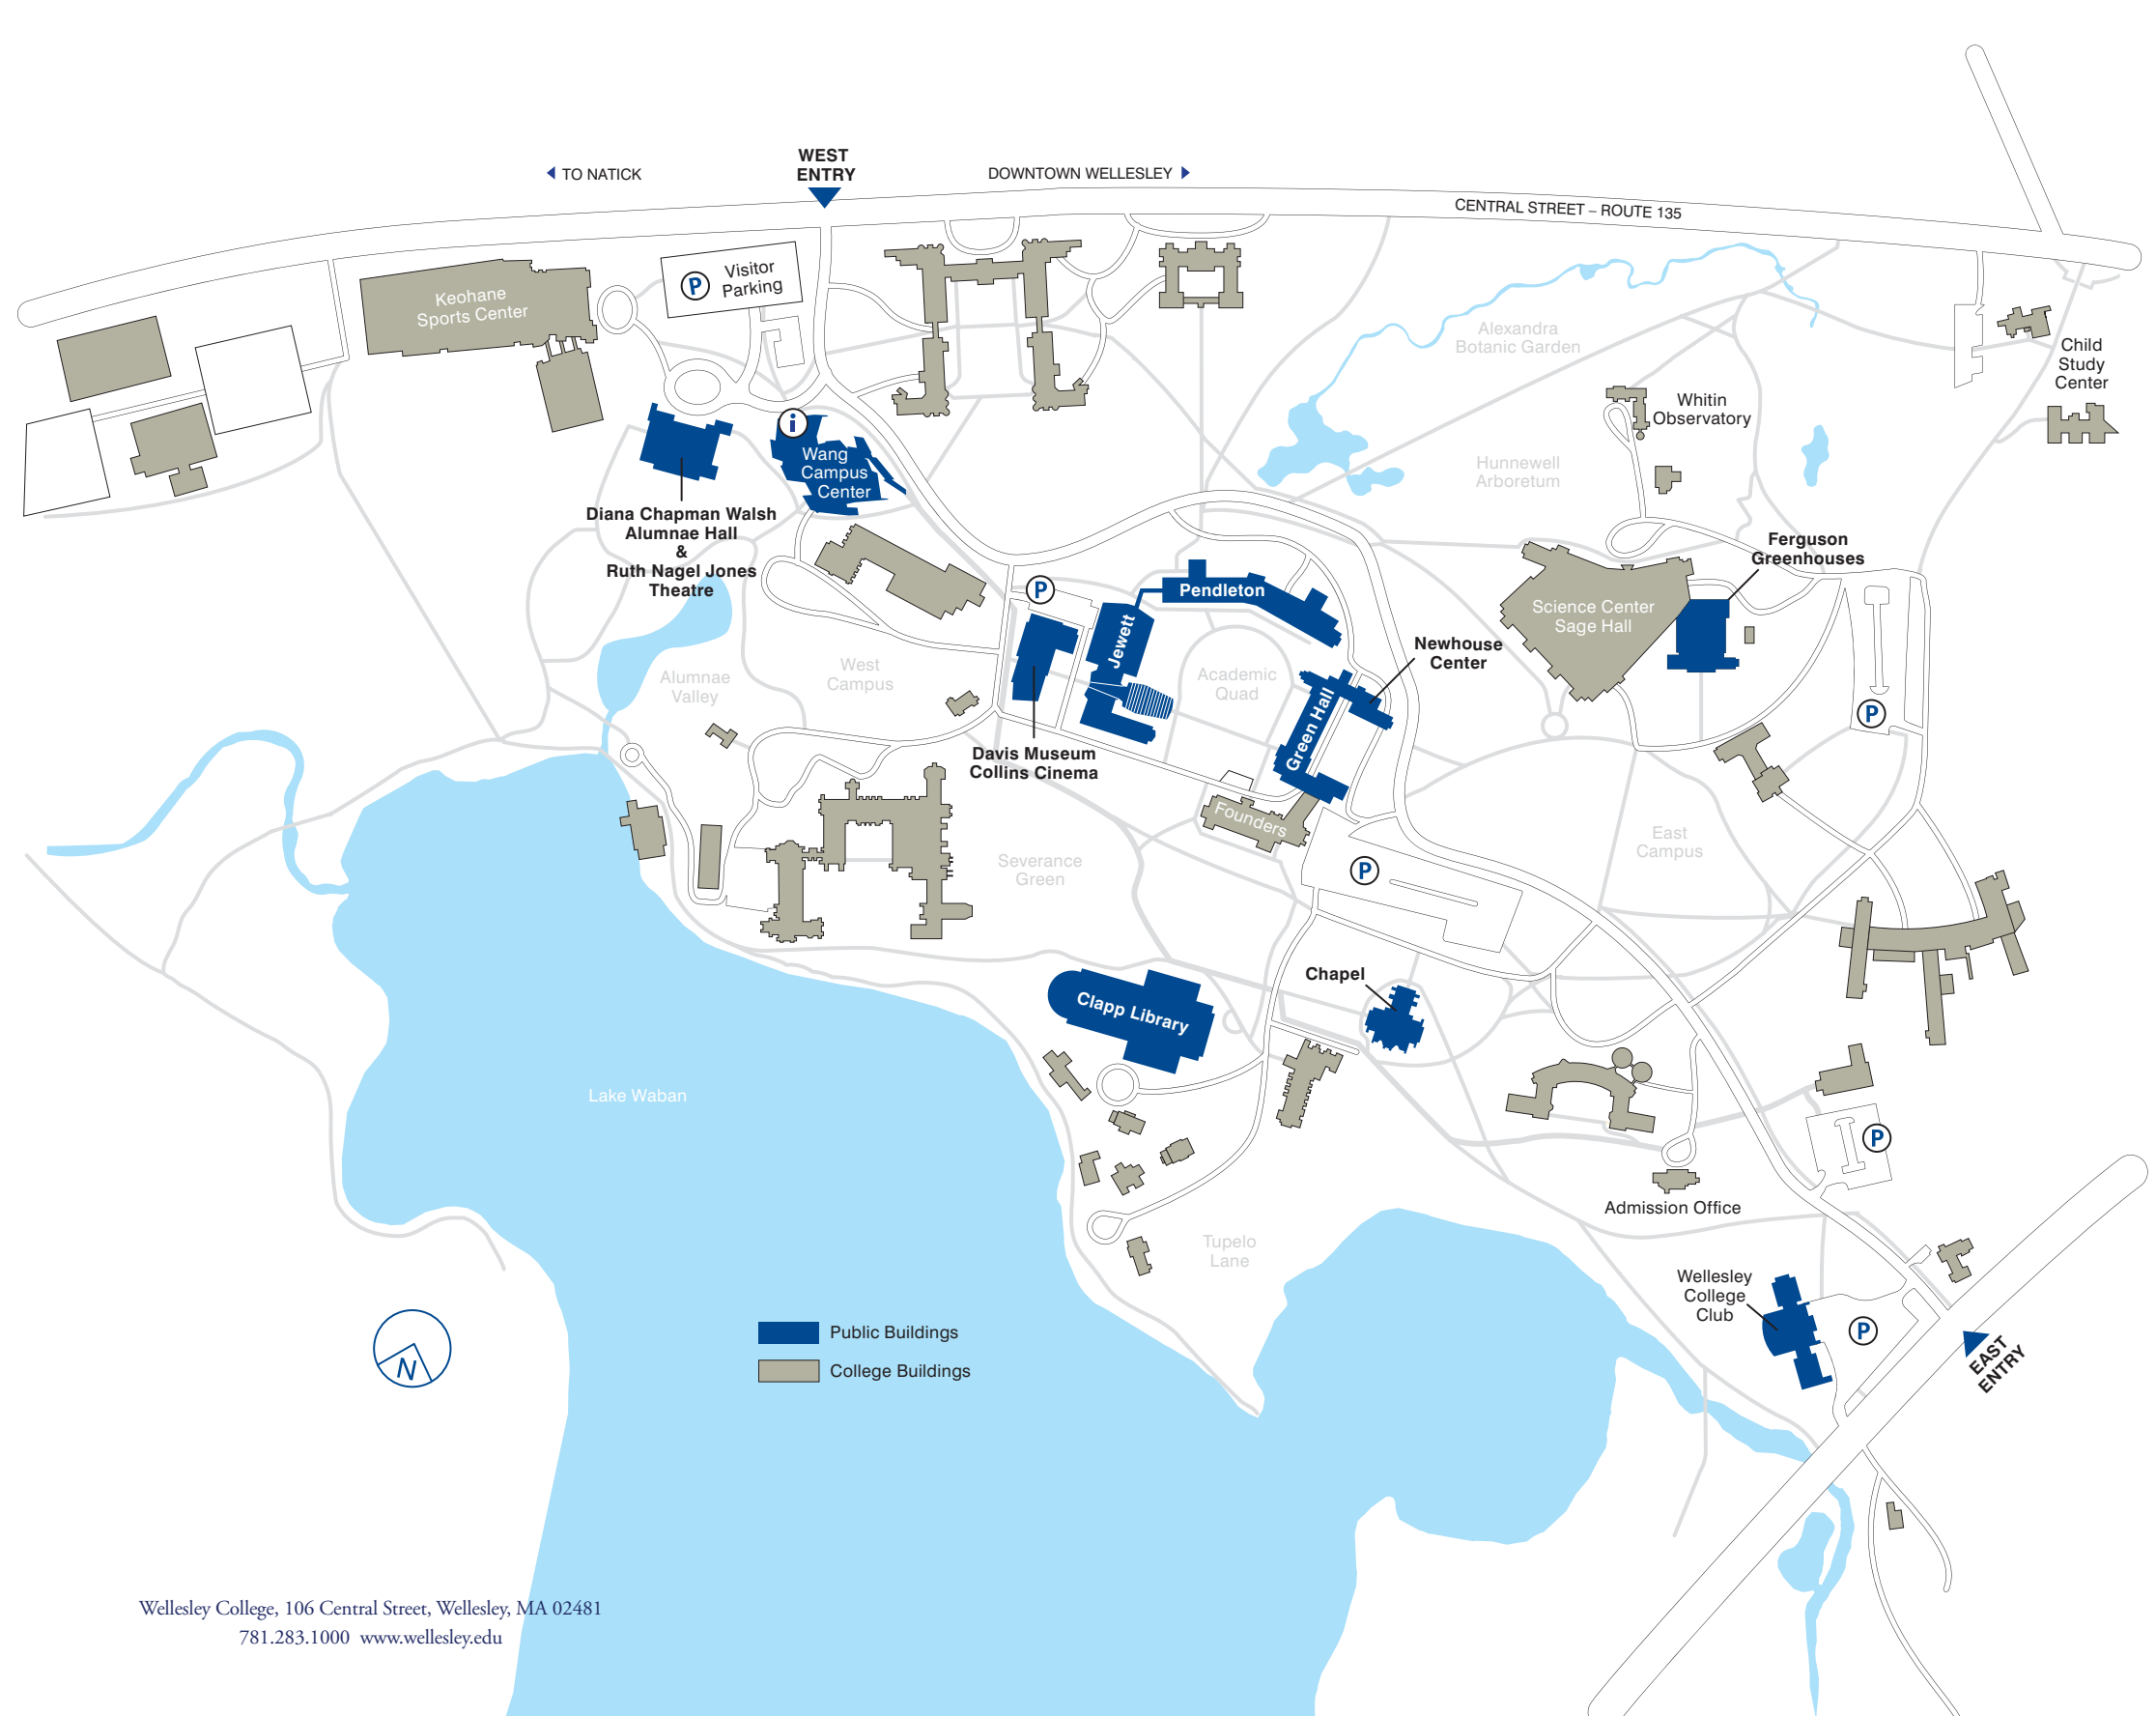 WEST
ENTRY
TO NATICK
DOWNTOWN WELLESLEY
CENTRAL STREET – ROUTE 135
Visitor
Parking
P
Keohane
Sports Center
Alexandra
Botanic Garden
Child
Study
Center
Whitin
Observatory
i
Wang
Campus
Center
Hunnewell
Arboretum
Diana Chapman Walsh
Alumnae Hall
&
Ruth Nagel Jones
Theatre
Ferguson
Greenhouses
P
Pendleton
Jewett
Science Center
Sage Hall
Newhouse
Center
West
Campus
Alumnae
Valley
Academic
Quad
Green Hall
P
Davis Museum
Collins Cinema
Founders
East
Campus
Severance
Green
P
Chapel
Clapp Library
Lake Waban
P
Admission Office
Tupelo
Lane
Wellesley
College
Club
P
EAST
ENTRY
N
Public Buildings
College Buildings
Wellesley College, 106 Central Street, Wellesley, MA 02481
781.283.1000 www.wellesley.edu